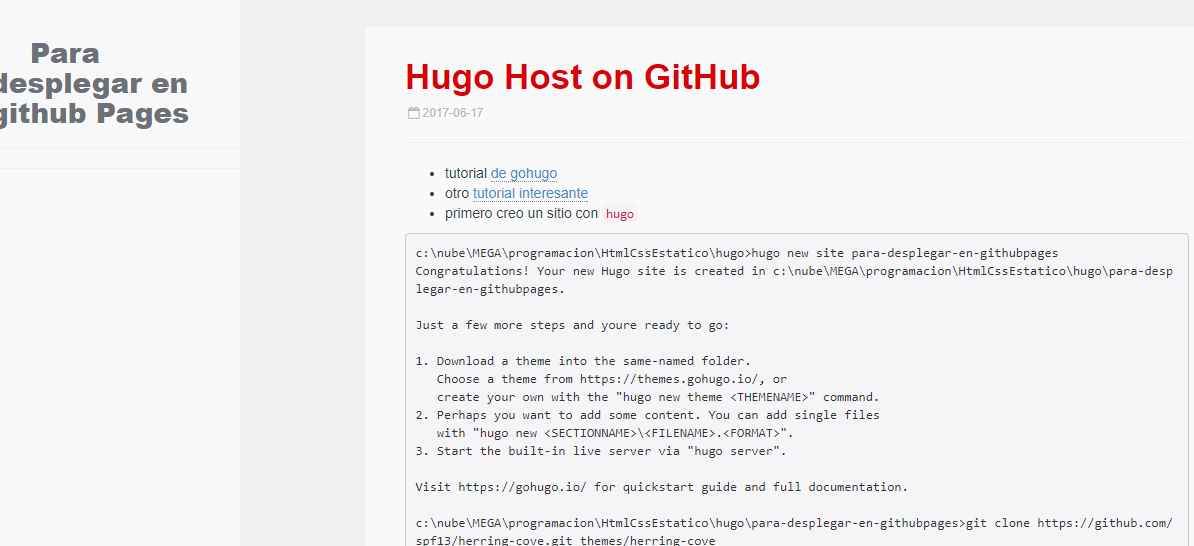 Para
desplegar en
github Pages
Hugo Host on GitHub
2017-06-17
tutorial de gohugo
otro tutorial interesante
primero creo un sitio con hugo
c:\nube\MEGA\programacion\HtmlCssEstatico\hugo>hugo new site para-desplegar-en-githubpages
Congratulations! Your new Hugo site is created in c:\nube\MEGA\programacion\HtmlCssEstatico\hugo\para-desp
legar-en-githubpages.
Just a few more steps and youre ready to go:
1. Download a theme into the same-named folder.
Choose a theme from https://themes.gohugo.io/, or
create your own with the "hugo new theme <THEMENAME>" command.
2. Perhaps you want to add some content. You can add single files
with "hugo new <SECTIONNAME>\<FILENAME>.<FORMAT>".
3. Start the built-in live server via "hugo server".
Visit https://gohugo.io/ for quickstart guide and full documentation.
c:\nube\MEGA\programacion\HtmlCssEstatico\hugo\para-desplegar-en-githubpages>git clone https://github.com/
spf13/herring-cove.git themes/herring-cove